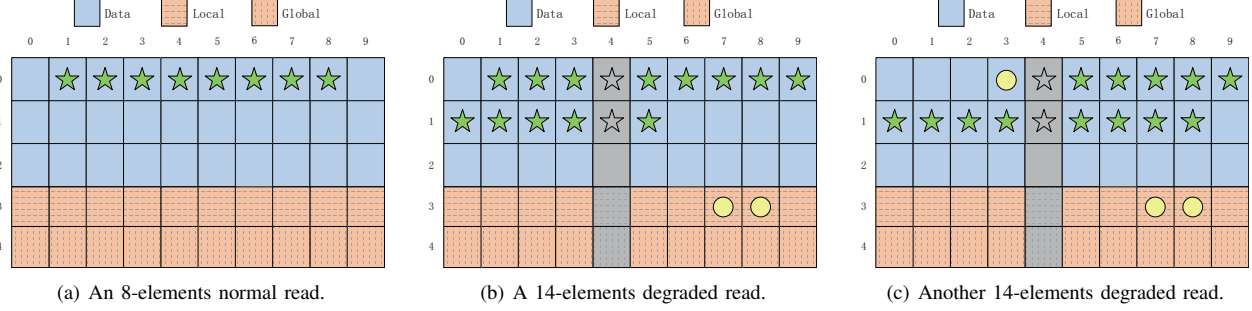 Data Local Global
0 1 2 3 4 5 6 7 8 9
0
1
2
3
4
(a) An 8-elements normal read.
Data Local Global
0 1 2 3 4 5 6 7 8 9
0
1
2
3
4
(b) A 14-elements degraded read.
Data Local Global
0 1 2 3 4 5 6 7 8 9
0
1
2
3
4
(c) Another 14-elements degraded read.